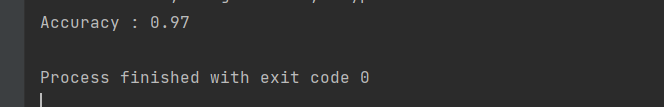 Accuracy : 0.97
Process finished with exit code 0